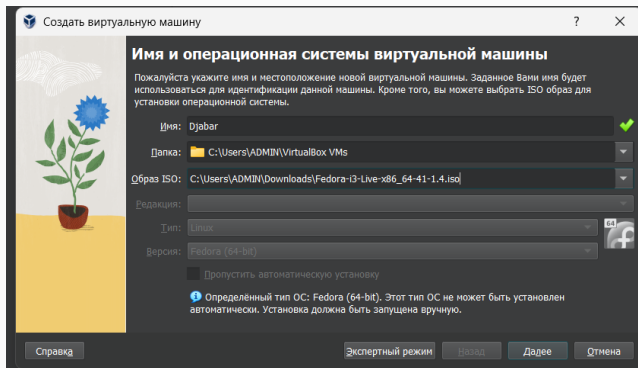 Создать виртуальную машину
?
Имя и операционная системы виртуальной машины
Пожалуйста укажите имя и местоположение новой виртуальной машины. Заданное Вами имя будет
использоваться для идентификации данной машины. Кроме того, вы можете выбрать ISO образ для
установки операционной системы.
Имя: Djabar
Папка: C:\Users\ADMIN\VirtualBox VMs
Образ ISO: C:\Users\ADMIN\Downloads\Fedora-i3-Live-x86_64-41-1.4.iso
Редакция:
Тип: Linux
64
Версия: Fedora (64-bit)
Пропустить автоматическую установку
Определённый тип ОС: Fedora (64-bit). Этот тип ОС не может быть установлен
автоматически. Установка должна быть запущена вручную.
Справка Экспертный режим Назад Далее Отмена